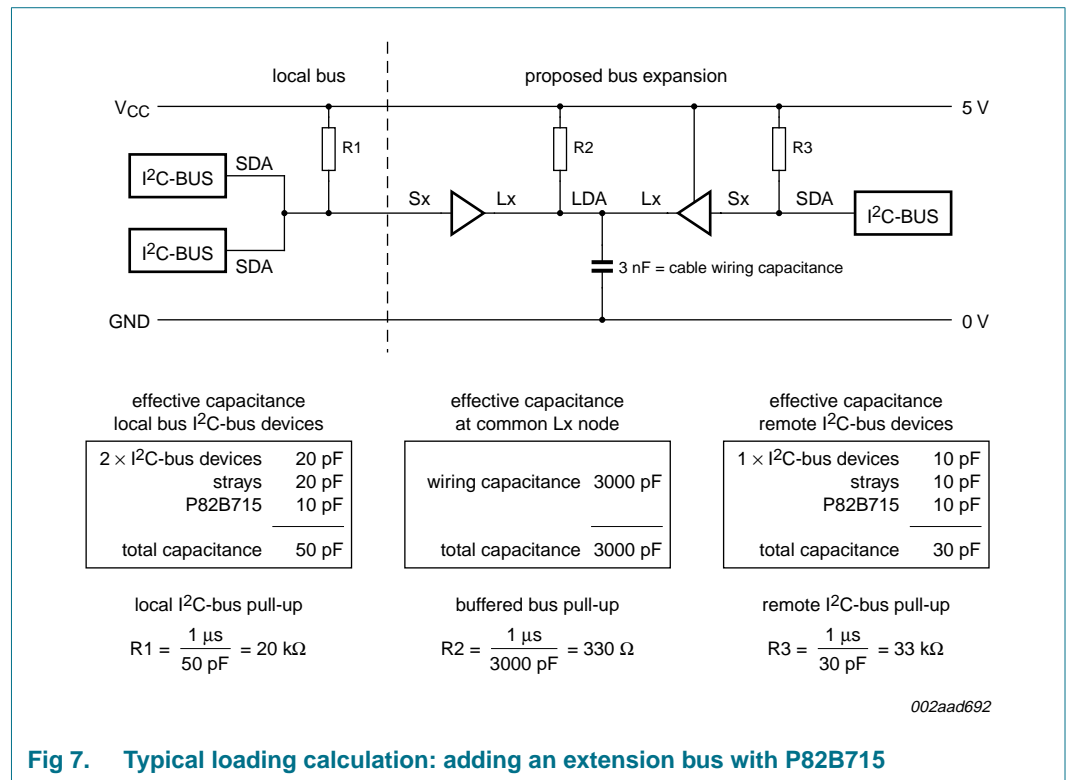 local bus
proposed bus expansion
VCC
5 V
R1
R2
R3
I2C-BUS
SDA
Sx
Lx
LDA
Lx
Sx
SDA
I2C-BUS
I2C-BUS
SDA
3 nF = cable wiring capacitance
GND
0 V
effective capacitance
local bus I2C-bus devices
2 × I2C-bus devices 20 pF
strays 20 pF
P82B715 10 pF
total capacitance 50 pF
local I2C-bus pull-up
R1 = 1 μs / 50 pF = 20 kΩ
effective capacitance
at common Lx node
wiring capacitance 3000 pF
total capacitance 3000 pF
buffered bus pull-up
R2 = 1 μs / 3000 pF = 330 Ω
effective capacitance
remote I2C-bus devices
1 × I2C-bus devices 10 pF
strays 10 pF
P82B715 10 pF
total capacitance 30 pF
remote I2C-bus pull-up
R3 = 1 μs / 30 pF = 33 kΩ
002aad692
Fig 7. Typical loading calculation: adding an extension bus with P82B715